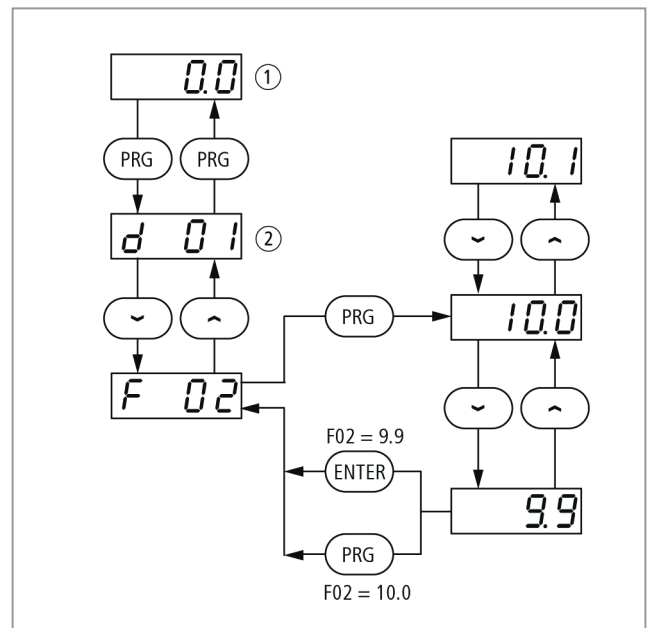 0.0 ①
PRG PRG
d 01 ②
F 02
PRG
10.1
10.0
F02 = 9.9
ENTER
PRG
F02 = 10.0
9.9